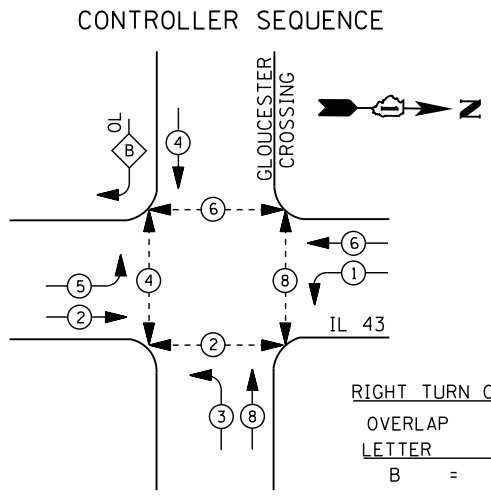 CONTROLLER SEQUENCE
GLOUCESTER
CROSSING
N
OL
B
4
6
6
5
4
8
1
2
IL 43
2
3
8
RIGHT TURN O
OVERLAP
LETTER
B =